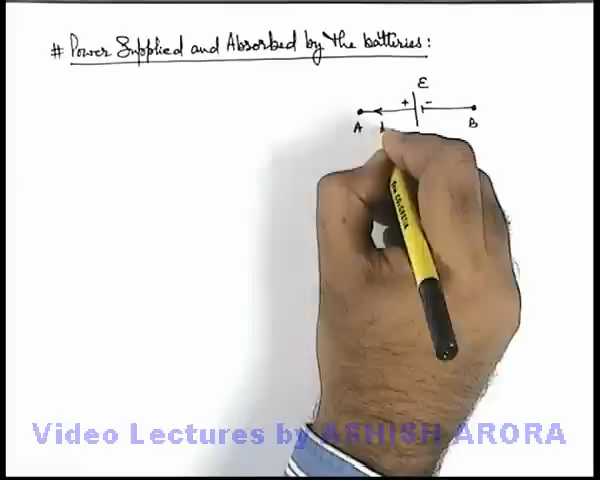 # Power Supplied and Absorbed by the batteries:
ε
+ -
A B
Video Lectures by ASHISH ARORA